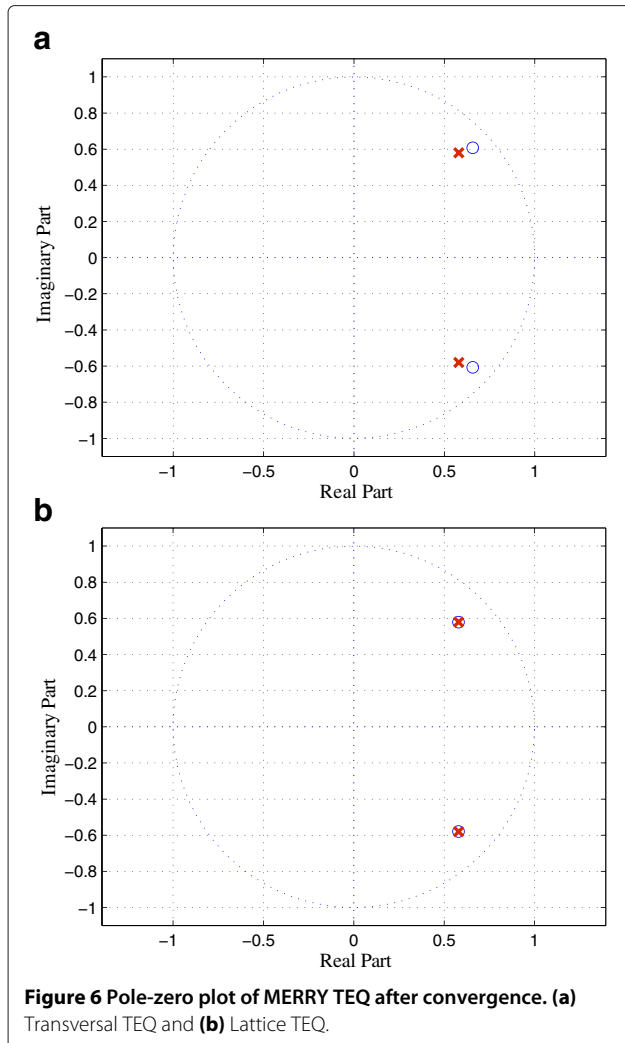 a
1
0.8
0.6
0.4
0.2
0
−0.2
−0.4
−0.6
−0.8
−1
Imaginary Part
−1 −0.5 0 0.5 1
Real Part
b
1
0.8
0.6
0.4
0.2
0
−0.2
−0.4
−0.6
−0.8
−1
Imaginary Part
−1 −0.5 0 0.5 1
Real Part
Figure 6 Pole-zero plot of MERRY TEQ after convergence. (a)
Transversal TEQ and (b) Lattice TEQ.